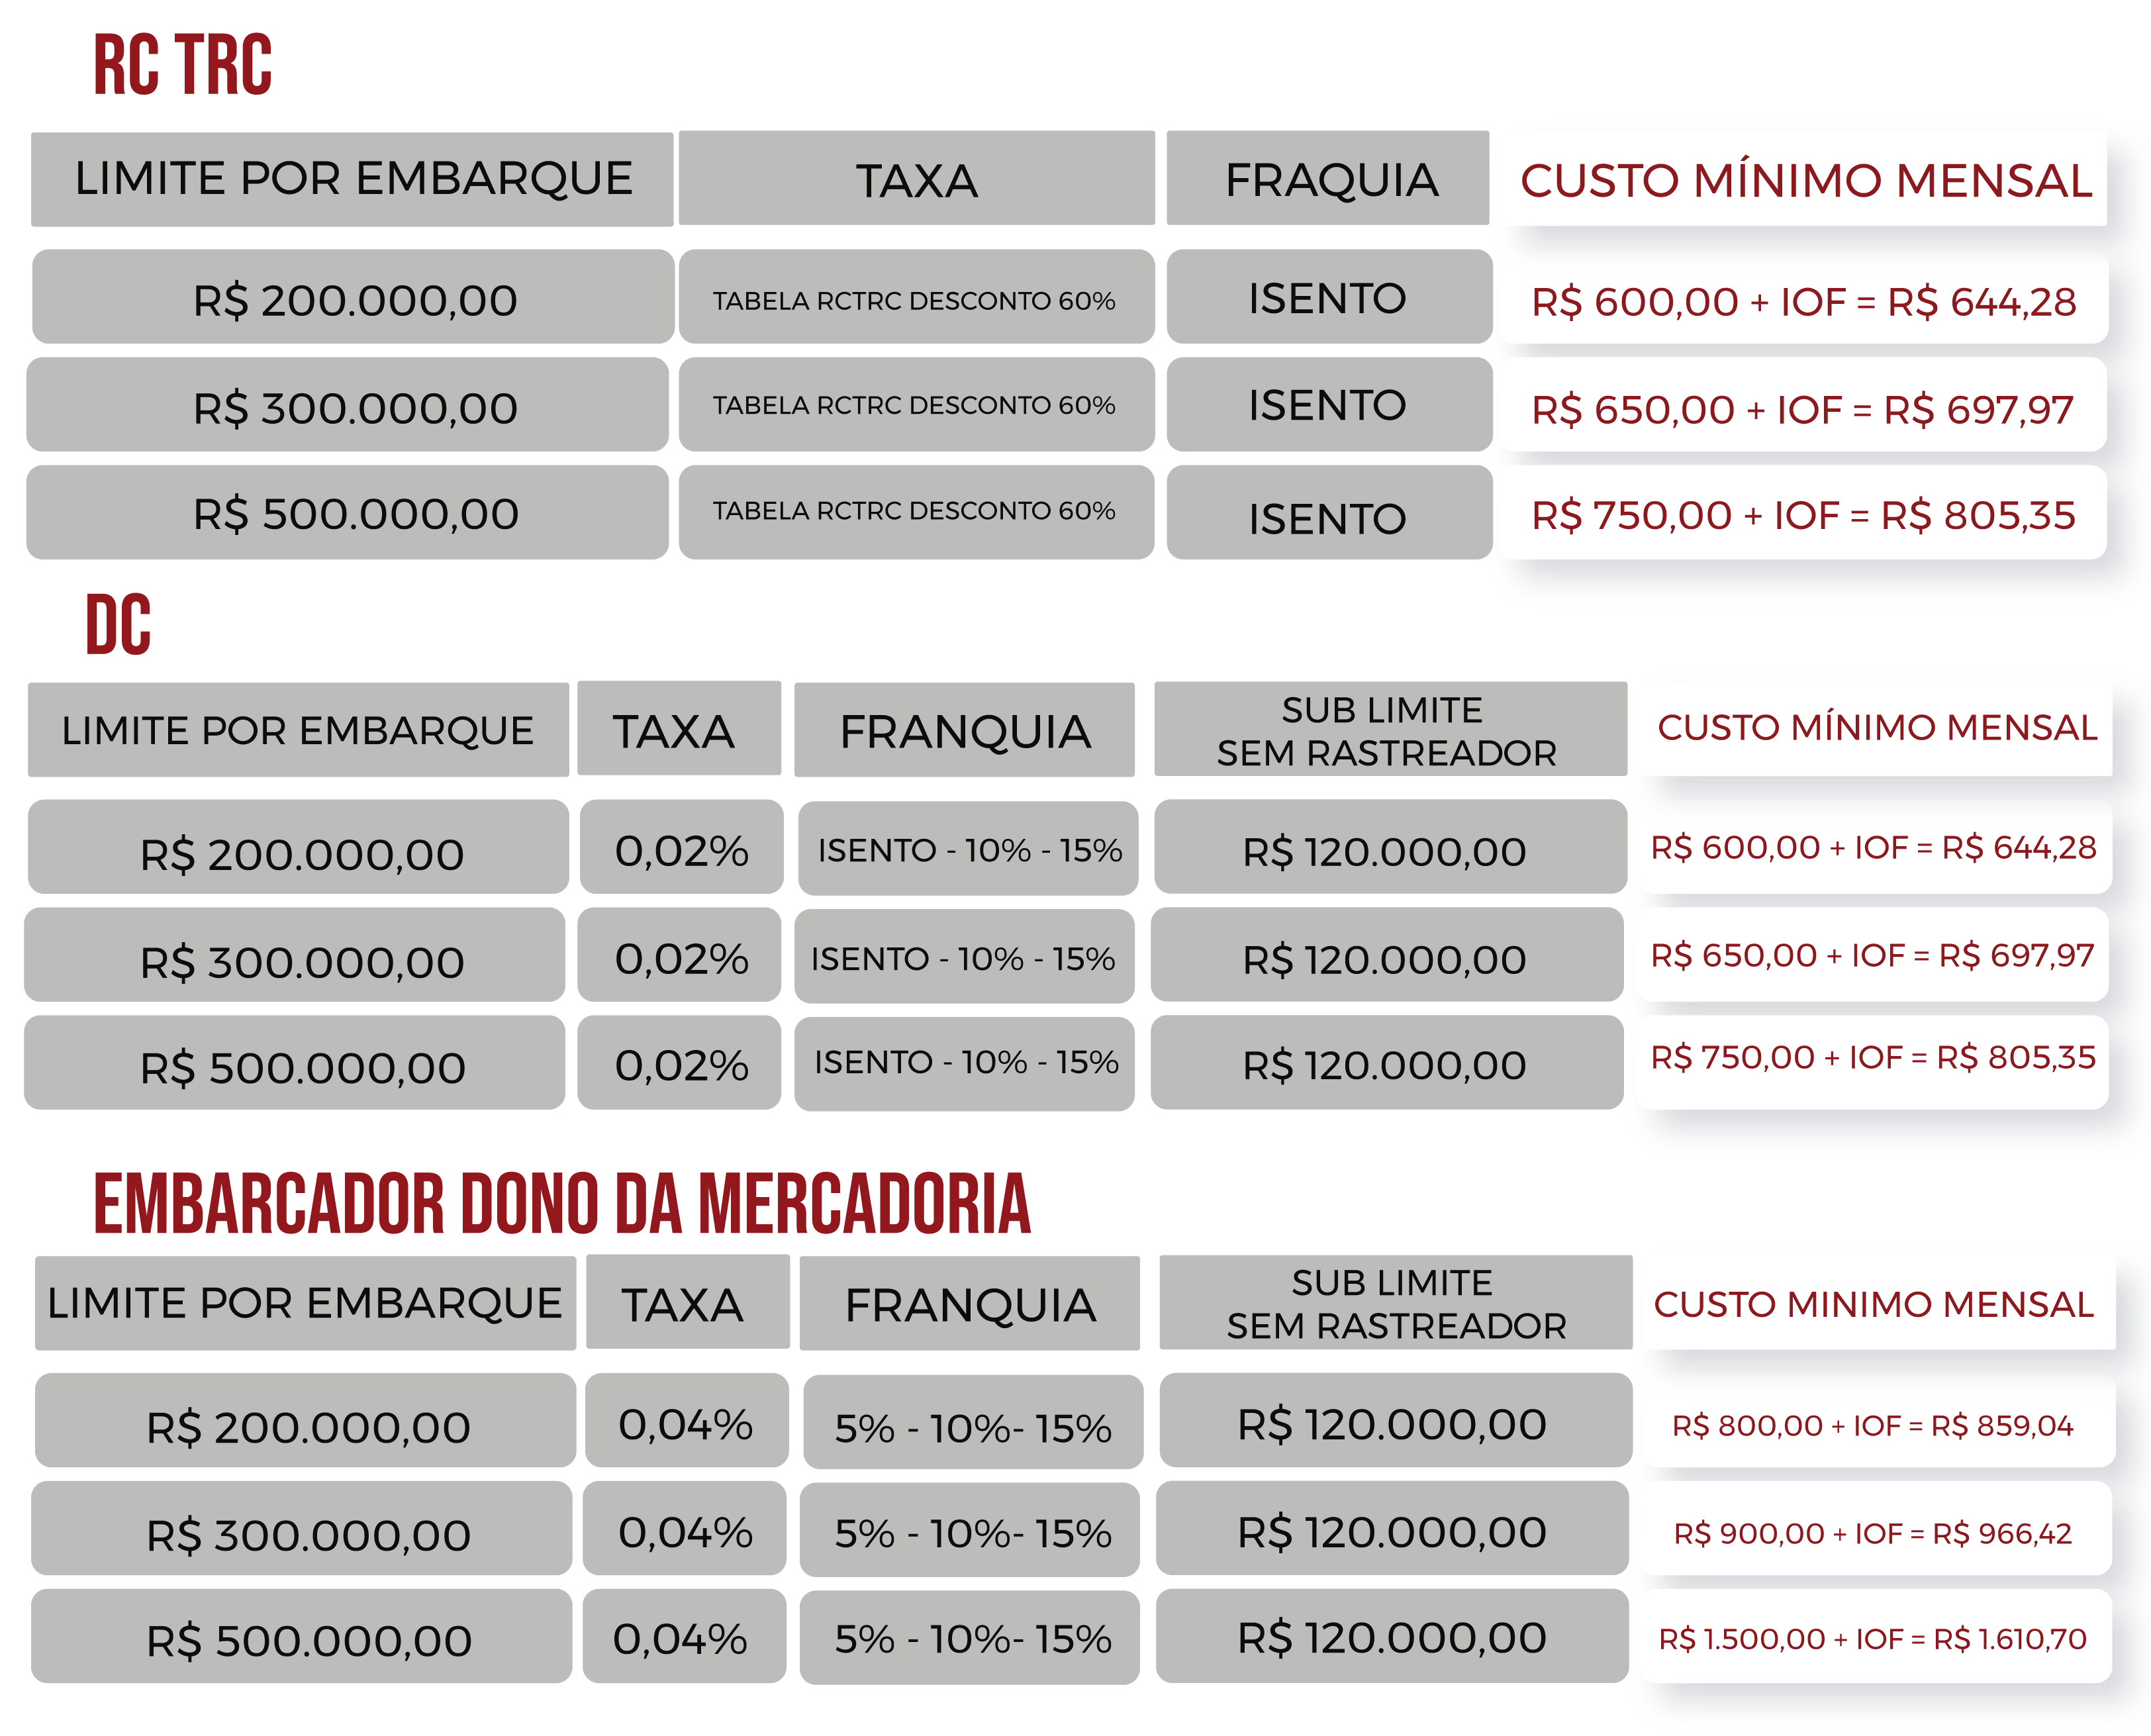 RC TRC
LIMITE POR EMBARQUE TAXA FRAQUIA CUSTO MÍNIMO MENSAL
R$ 200.000,00 TABELA RCTRC DESCONTO 60% ISENTO R$ 600,00 + IOF = R$ 644,28
R$ 300.000,00 TABELA RCTRC DESCONTO 60% ISENTO R$ 650,00 + IOF = R$ 697,97
R$ 500.000,00 TABELA RCTRC DESCONTO 60% ISENTO R$ 750,00 + IOF = R$ 805,35
DC
LIMITE POR EMBARQUE TAXA FRANQUIA SUB LIMITE
SEM RASTREADOR CUSTO MÍNIMO MENSAL
R$ 200.000,00 0,02% ISENTO - 10% - 15% R$ 120.000,00 R$ 600,00 + IOF = R$ 644,28
R$ 300.000,00 0,02% ISENTO - 10% - 15% R$ 120.000,00 R$ 650,00 + IOF = R$ 697,97
R$ 500.000,00 0,02% ISENTO - 10% - 15% R$ 120.000,00 R$ 750,00 + IOF = R$ 805,35
EMBARCADOR DONO DA MERCADORIA
LIMITE POR EMBARQUE TAXA FRANQUIA SUB LIMITE
SEM RASTREADOR CUSTO MINIMO MENSAL
R$ 200.000,00 0,04% 5% - 10%- 15% R$ 120.000,00 R$ 800,00 + IOF = R$ 859,04
R$ 300.000,00 0,04% 5% - 10%- 15% R$ 120.000,00 R$ 900,00 + IOF = R$ 966,42
R$ 500.000,00 0,04% 5% - 10%- 15% R$ 120.000,00 R$ 1.500,00 + IOF = R$ 1.610,70